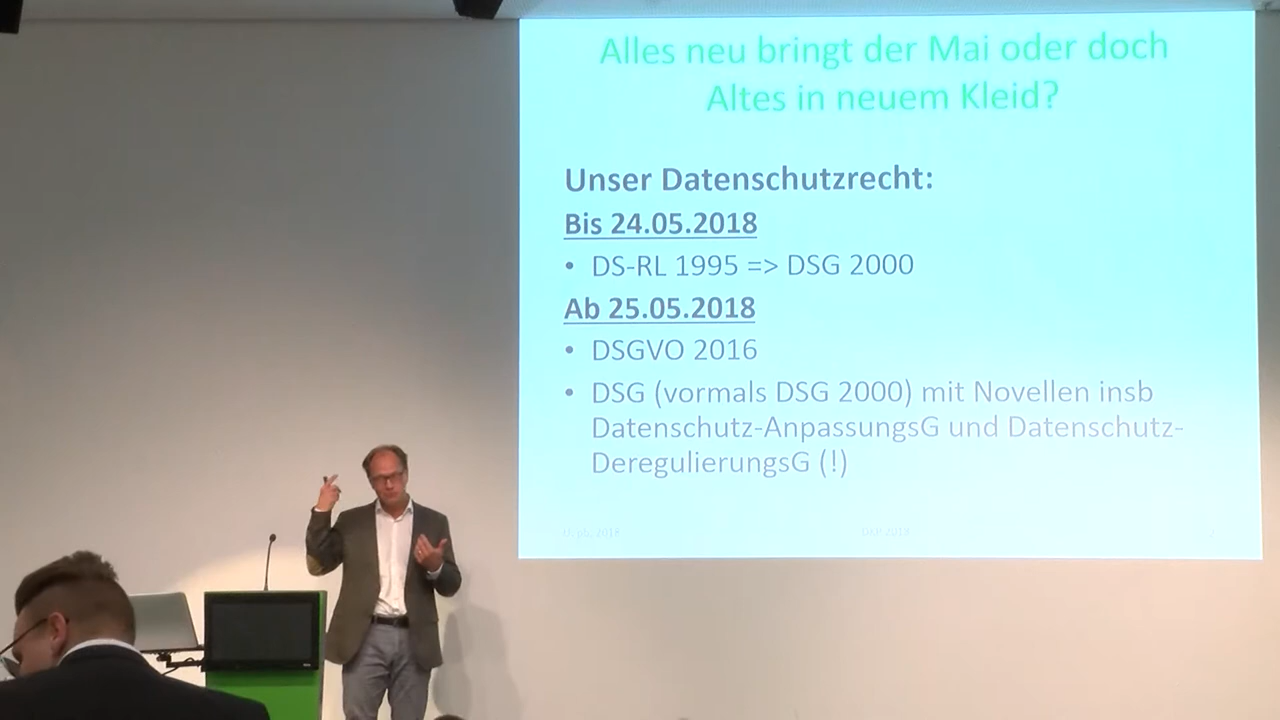 Alles neu bringt der Mai oder doch
Altes in neuem Kleid?
Unser Datenschutzrecht:
Bis 24.05.2018
• DS-RL 1995 => DSG 2000
Ab 25.05.2018
• DSGVO 2016
• DSG (vormals DSG 2000) mit Novellen insb
Datenschutz-AnpassungsG und Datenschutz-
DeregulierungsG (!)
2018